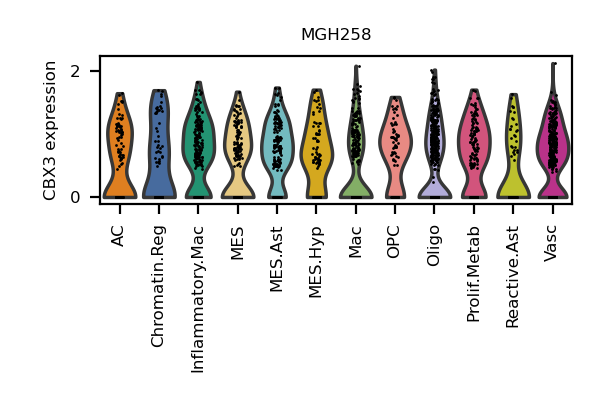 MGH258
CBX3 expression
2
0
AC
Chromatin.Reg
Inflammatory.Mac
MES
MES.Ast
MES.Hyp
Mac
OPC
Oligo
Prolif.Metab
Reactive.Ast
Vasc